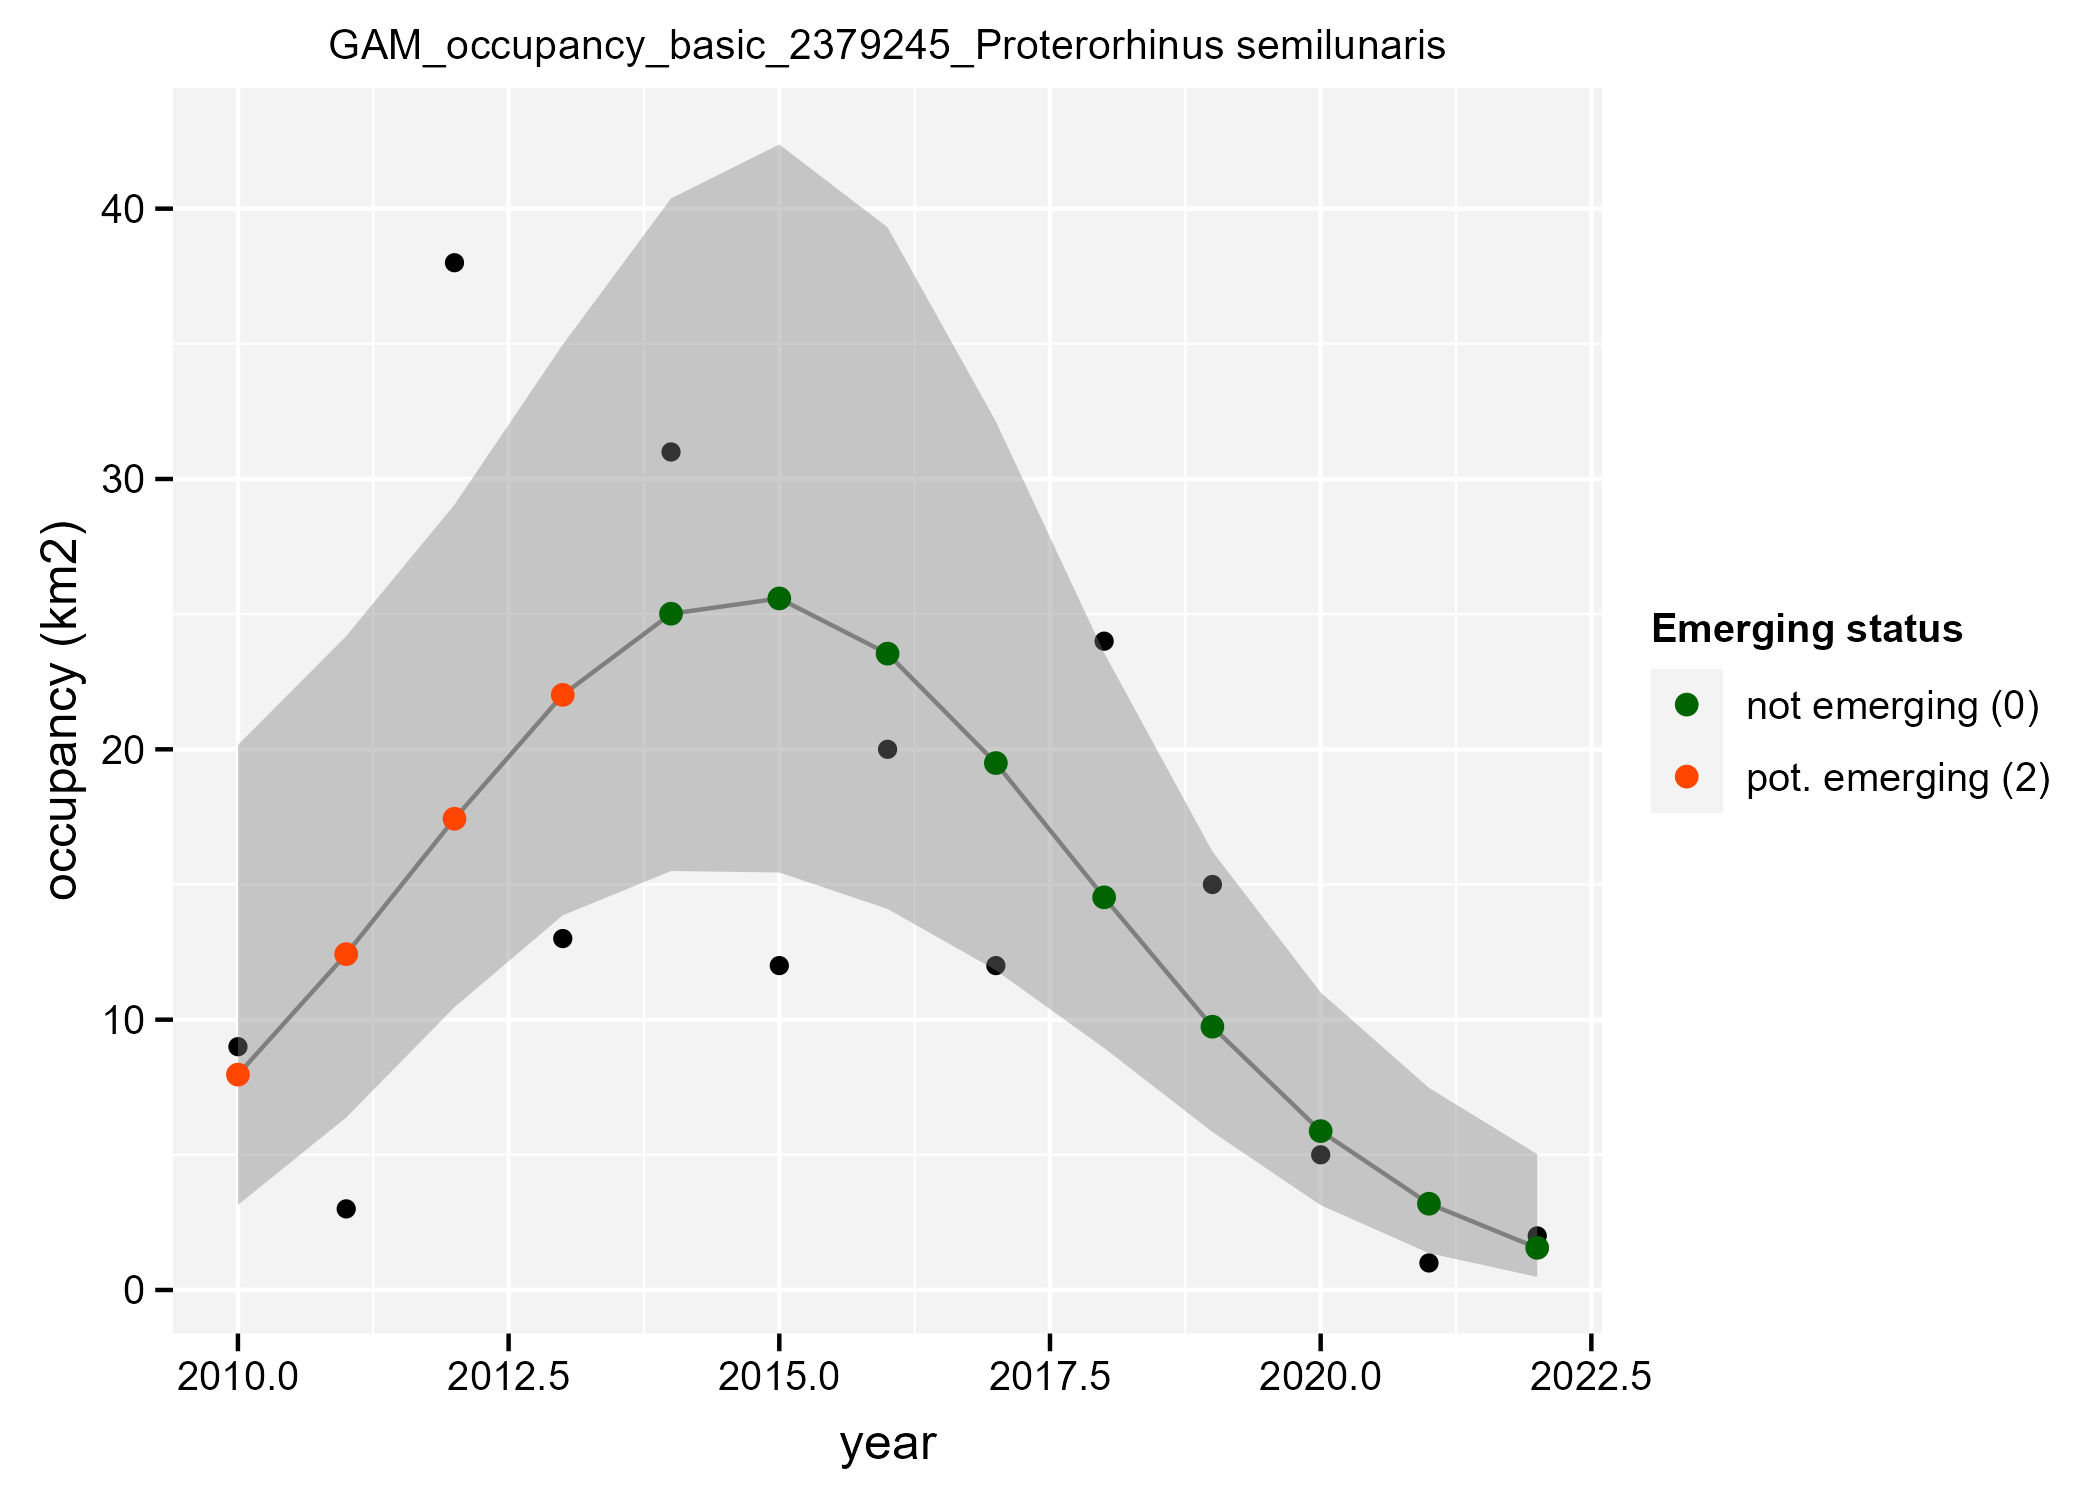 GAM_occupancy_basic_2379245_Proterorhinus semilunaris
occupancy (km2)
40
30
20
10
0
2010.0 2012.5 2015.0 2017.5 2020.0 2022.5
year
Emerging status
not emerging (0)
pot. emerging (2)